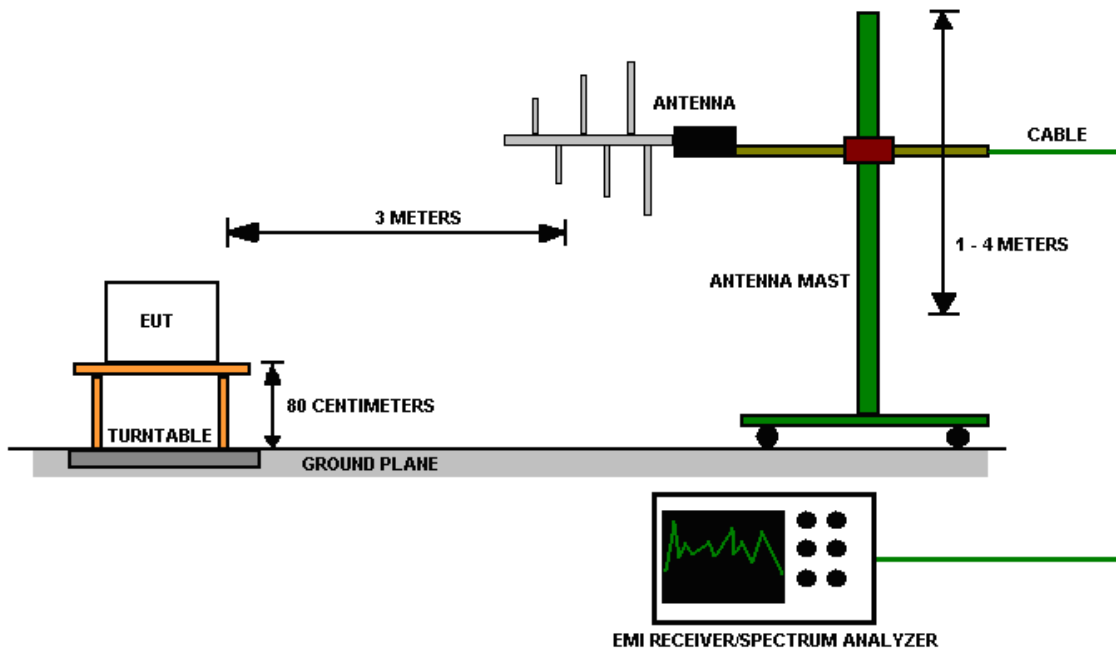 ANTENNA
CABLE
3 METERS
1 - 4 METERS
ANTENNA MAST
EUT
80 CENTIMETERS
TURNTABLE
GROUND PLANE
EMI RECEIVER/SPECTRUM ANALYZER